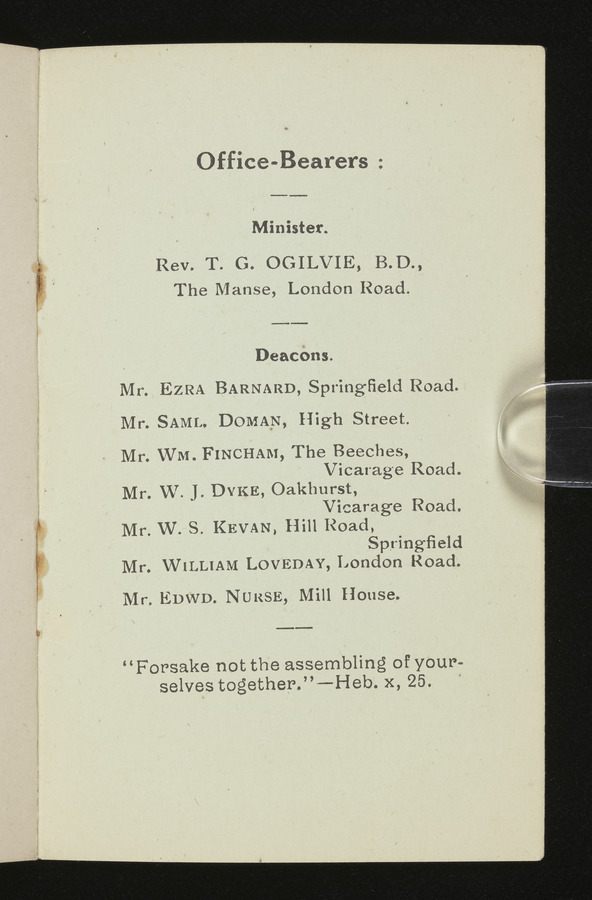 Office-Bearers :
Minister.
Rev. T. G. OGILVIE, B.D.,
The Manse, London Road.
Deacons.
Mr. EZRA BARNARD, Springfield Road.
Mr. SAML. DOMAN, High Street.
Mr. WM. FINCHAM, The Beeches,
Vicarage Road.
Mr. W. J. DYKE, Oakhurst,
Vicarage Road.
Mr. W. S. KEVAN, Hill Road,
Springfield
Mr. WILLIAM LOVEDAY, London Road.
Mr. EDWD. NURSE, Mill House.
“Forsake not the assembling of your-
selves together.”—Heb. x, 25.